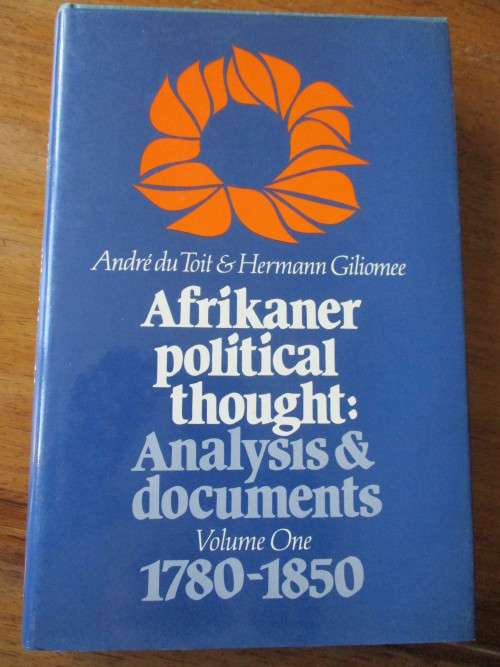 André du Toit & Hermann Giliomee
Afrikaner
political
thought:
Analysis &
documents
Volume One
1780-1850